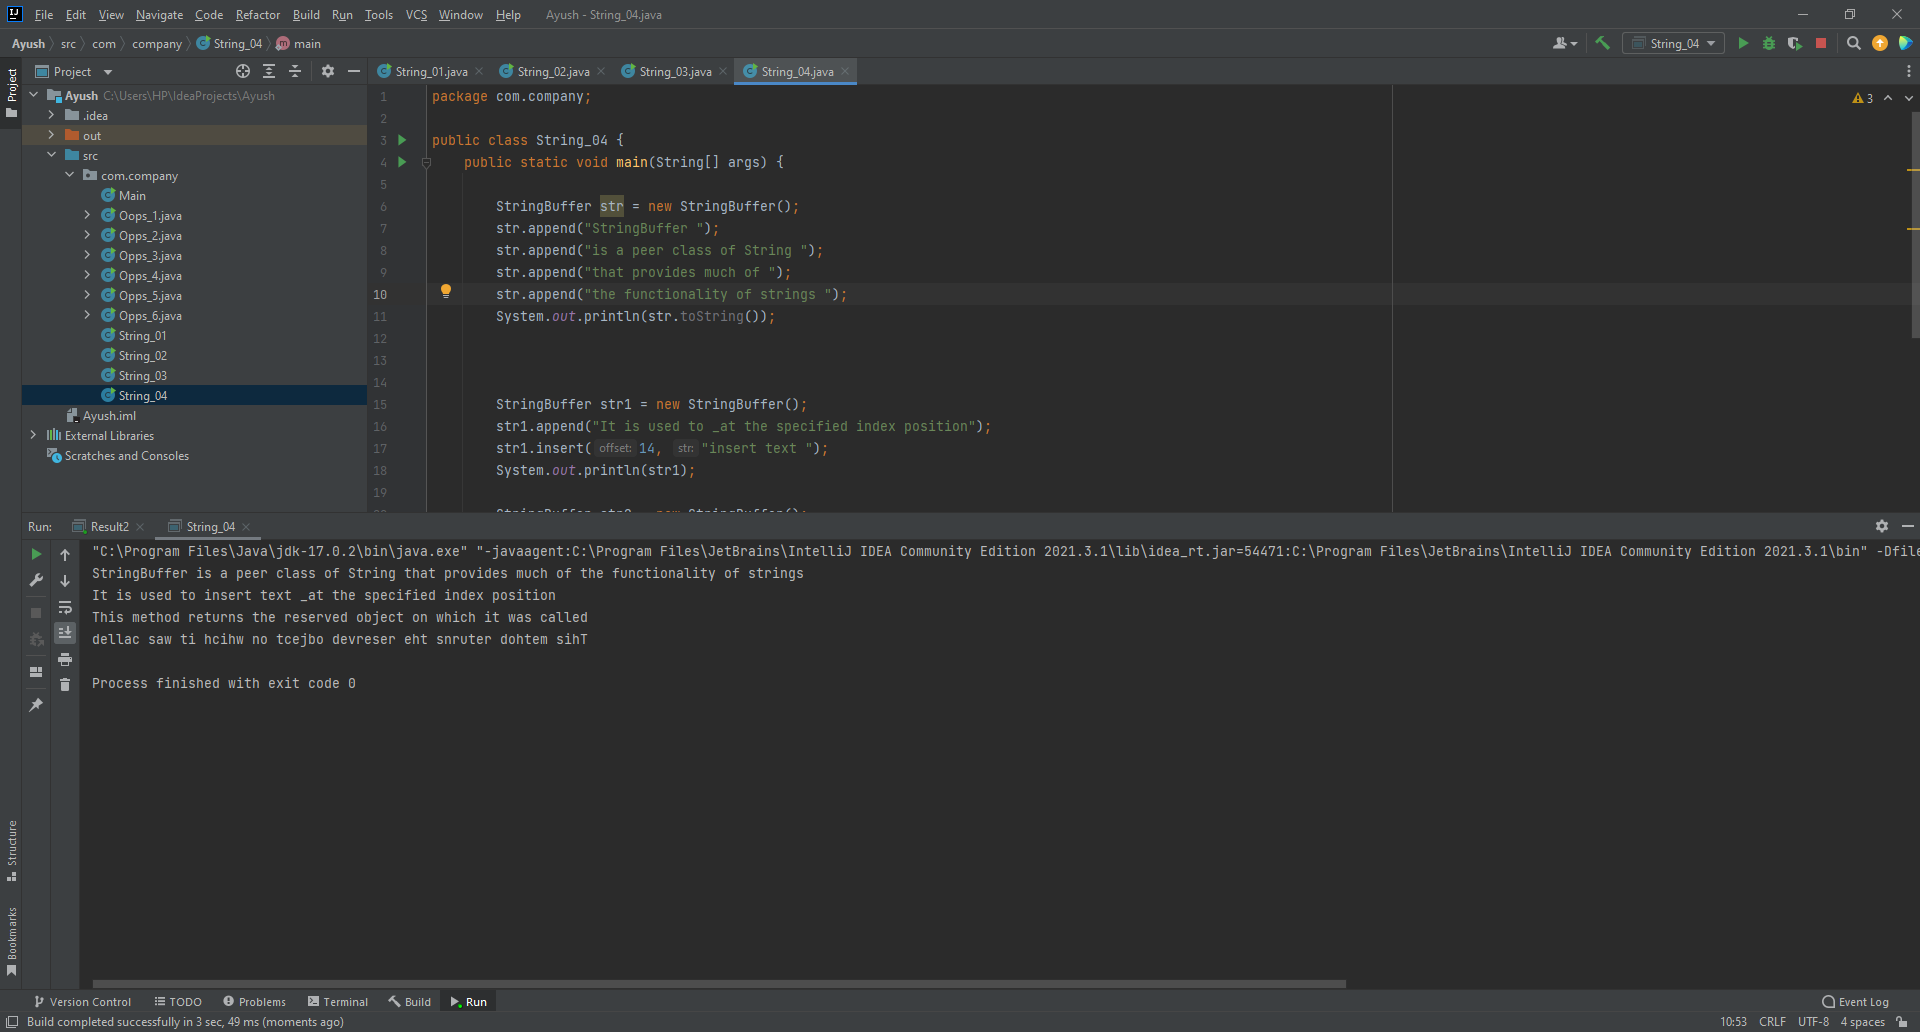 File Edit View Navigate Code Refactor Build Run Tools VCS Window Help Ayush - String_04.java
Ayush src com company String_04 main String_04
Project
String_01.java String_02.java String_03.java String_04.java
Project
Ayush C:\Users\HP\IdeaProjects\Ayush
.idea
out
src
com.company
Main
Oops_1.java
Opps_2.java
Opps_3.java
Opps_4.java
Opps_5.java
Opps_6.java
String_01
String_02
String_03
String_04
Ayush.iml
External Libraries
Scratches and Consoles
3
1 package com.company;
2
3 public class String_04 {
4 public static void main(String[] args) {
5
6 StringBuffer str = new StringBuffer();
7 str.append("StringBuffer ");
8 str.append("is a peer class of String ");
9 str.append("that provides much of ");
10 str.append("the functionality of strings ");
11 System.out.println(str.toString());
12
13
14
15 StringBuffer str1 = new StringBuffer();
16 str1.append("It is used to _at the specified index position");
17 str1.insert( offset: 14, str: "insert text ");
18 System.out.println(str1);
19
Run: Result2 String_04
"C:\Program Files\Java\jdk-17.0.2\bin\java.exe" "-javaagent:C:\Program Files\JetBrains\IntelliJ IDEA Community Edition 2021.3.1\lib\idea_rt.jar=54471:C:\Program Files\JetBrains\IntelliJ IDEA Community Edition 2021.3.1\bin" -Dfile
StringBuffer is a peer class of String that provides much of the functionality of strings
It is used to insert text _at the specified index position
This method returns the reserved object on which it was called
dellac saw ti hcihw no tcejbo devreser eht snruter dohtem sihT
Process finished with exit code 0
Structure
Bookmarks
Version Control TODO Problems Terminal Build Run Event Log
Build completed successfully in 3 sec, 49 ms (moments ago) 10:53 CRLF UTF-8 4 spaces